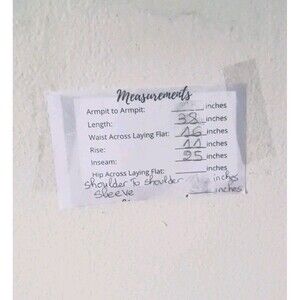 Measurements
Armpit to Armpit: ______ inches
Length: 38 inches
Waist Across Laying Flat: 16 inches
Rise: 11 inches
Inseam: 25 inches
Hip Across Laying Flat: inches
shoulder to shoulder inches
sleeve inches